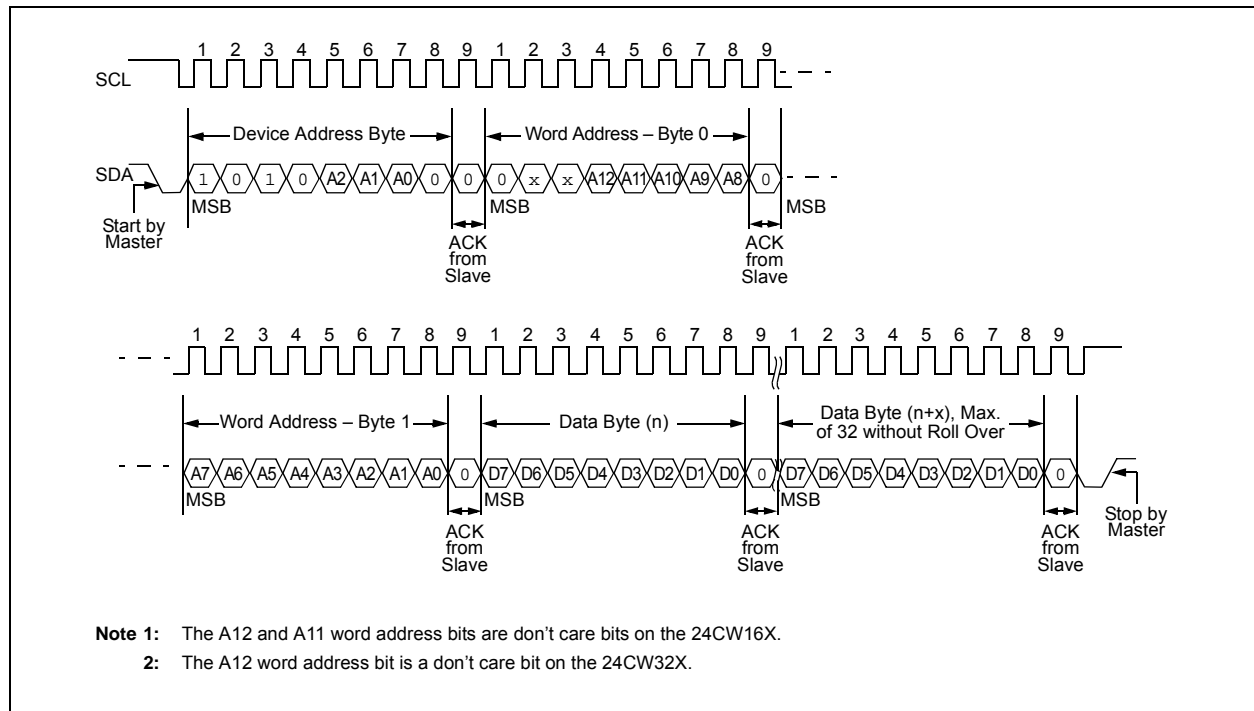 1 2 3 4 5 6 7 8 9 1 2 3 4 5 6 7 8 9
SCL
Device Address Byte
Word Address – Byte 0
SDA
1 0 1 0 A2 A1 A0 0 0 0 x x A12 A11 A10 A9 A8 0
MSB
MSB
MSB
Start by
Master
ACK
from
Slave
ACK
from
Slave
1 2 3 4 5 6 7 8 9 1 2 3 4 5 6 7 8 9 1 2 3 4 5 6 7 8 9
Word Address – Byte 1
Data Byte (n)
Data Byte (n+x), Max.
of 32 without Roll Over
A7 A6 A5 A4 A3 A2 A1 A0 0 D7 D6 D5 D4 D3 D2 D1 D0 0 D7 D6 D5 D4 D3 D2 D1 D0 0
MSB
MSB
MSB
ACK
from
Slave
ACK
from
Slave
ACK
from
Slave
Stop by
Master
Note 1: The A12 and A11 word address bits are don’t care bits on the 24CW16X.
2: The A12 word address bit is a don’t care bit on the 24CW32X.